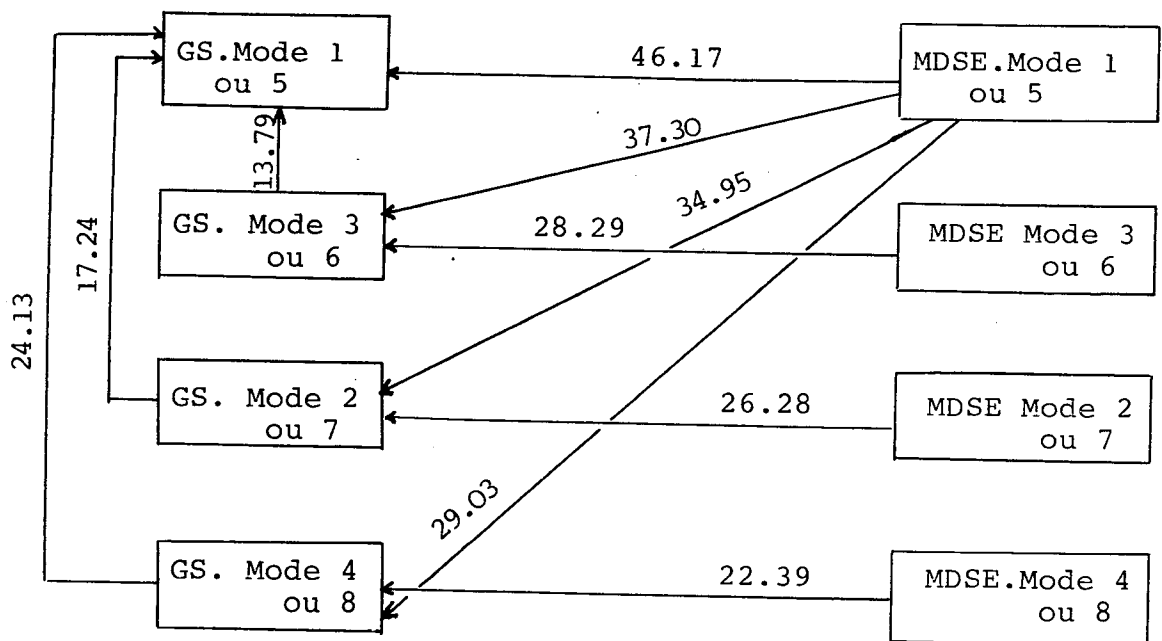 GS.Mode 1
ou 5
46.17
MDSE.Mode 1
ou 5
13.79
37.30
34.95
GS. Mode 3
ou 6
28.29
MDSE Mode 3
ou 6
17.24
24.13
GS. Mode 2
ou 7
26.28
MDSE Mode 2
ou 7
29.03
GS. Mode 4
ou 8
22.39
MDSE.Mode 4
ou 8